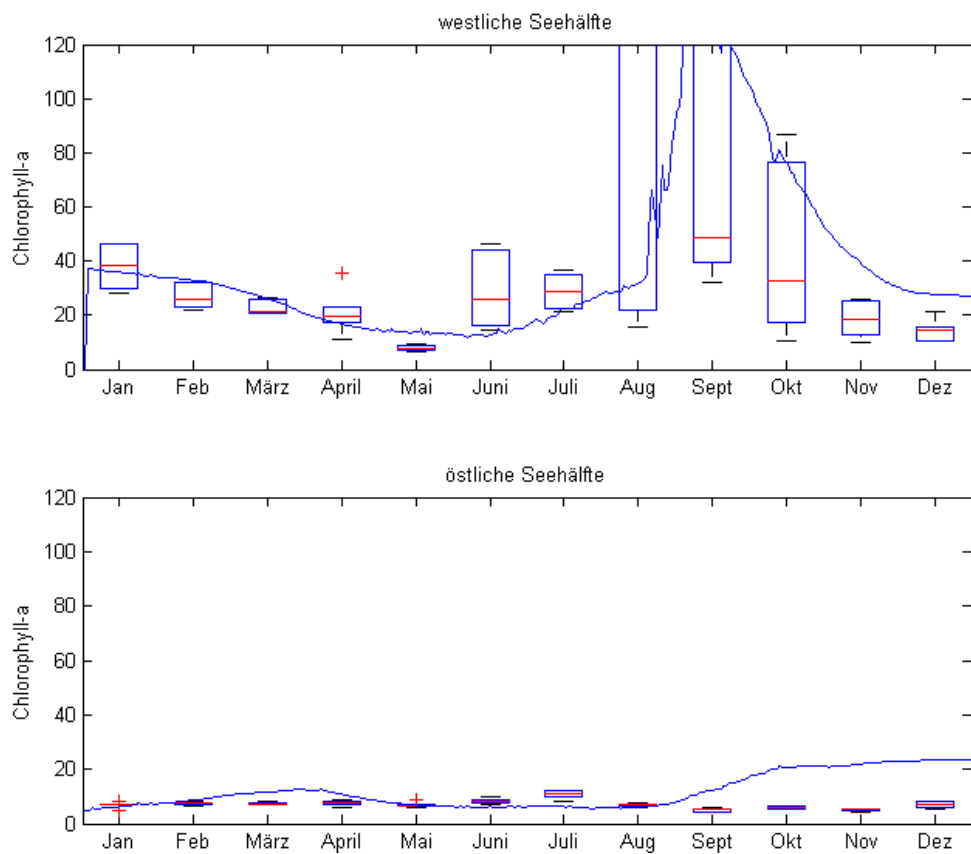 westliche Seehälfte
120
100
80
60
40
20
0
Chlorophyll-a
Jan Feb März April Mai Juni Juli Aug Sept Okt Nov Dez
östliche Seehälfte
120
100
80
60
40
20
0
Chlorophyll-a
Jan Feb März April Mai Juni Juli Aug Sept Okt Nov Dez